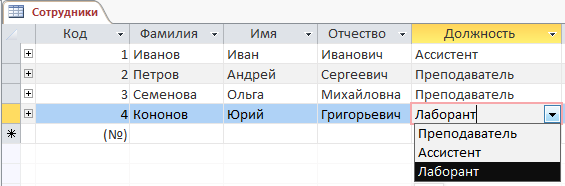 Сотрудники
Код Фамилия Имя Отчество Должность
1 Иванов Иван Иванович Ассистент
2 Петров Андрей Сергеевич Преподаватель
3 Семенова Ольга Михайловна Преподаватель
4 Кононов Юрий Григорьевич Лаборант
(№)
Преподаватель
Ассистент
Лаборант